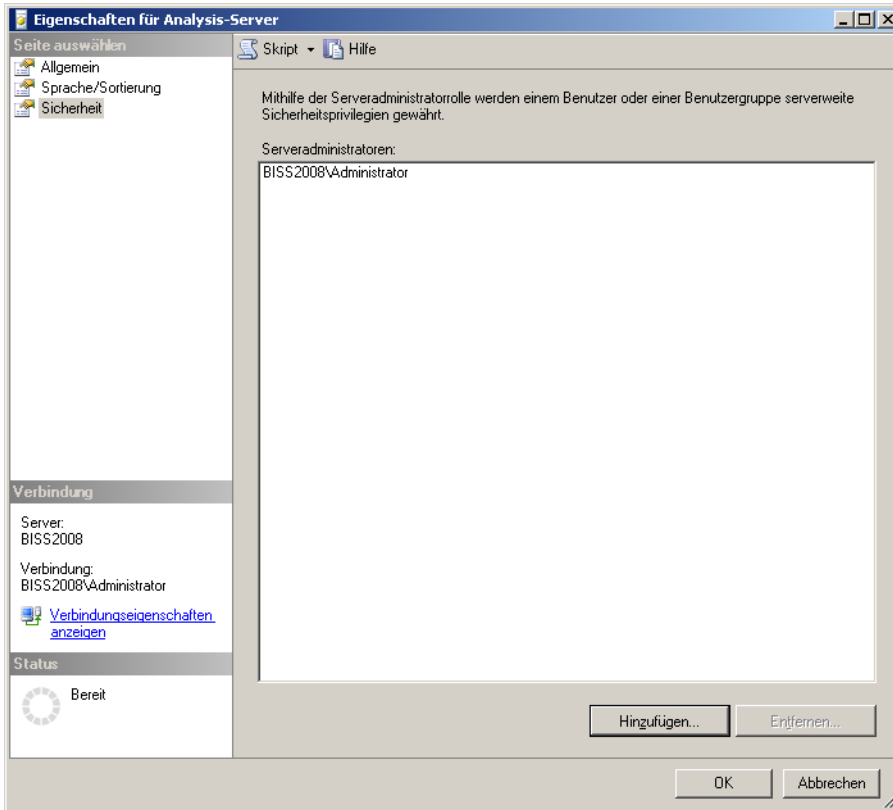 Eigenschaften für Analysis-Server
Seite auswählen
Allgemein
Sprache/Sortierung
Sicherheit
Skript
Hilfe
Mithilfe der Serveradministratorrolle werden einem Benutzer oder einer Benutzergruppe serverweite
Sicherheitsprivilegien gewährt.
Serveradministratoren:
BISS2008\Administrator
Verbindung
Server:
BISS2008
Verbindung:
BISS2008\Administrator
Verbindungseigenschaften
anzeigen
Status
Bereit
Hinzufügen...
Entfernen...
OK
Abbrechen